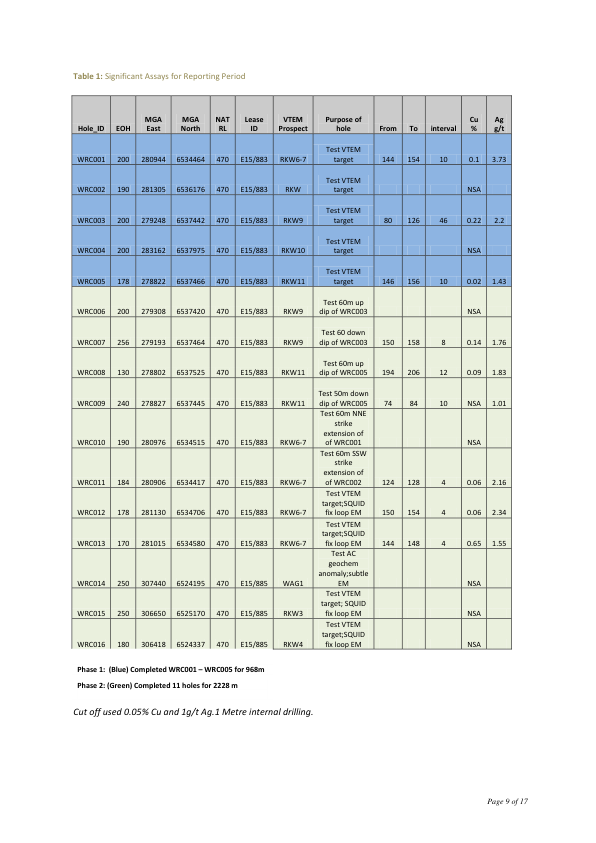 Table 1: Significant Assays for Reporting Period
Hole_ID EOH MGA East MGA North NAT RL Lease ID VTEM Prospect Purpose of hole From To interval Cu % Ag g/t
WRC001 200 280944 6534464 470 E15/883 RKW6-7 Test VTEM target 144 154 10 0.1 3.73
WRC002 190 281305 6536176 470 E15/883 RKW Test VTEM target NSA
WRC003 200 279248 6537442 470 E15/883 RKW9 Test VTEM target 80 126 46 0.22 2.2
WRC004 200 283162 6537975 470 E15/883 RKW10 Test VTEM target NSA
WRC005 178 278822 6537466 470 E15/883 RKW11 Test VTEM target 146 156 10 0.02 1.43
WRC006 200 279308 6537420 470 E15/883 RKW9 Test 60m up dip of WRC003 NSA
WRC007 256 279193 6537464 470 E15/883 RKW9 Test 60 down dip of WRC003 150 158 8 0.14 1.76
WRC008 130 278802 6537525 470 E15/883 RKW11 Test 60m up dip of WRC005 194 206 12 0.09 1.83
WRC009 240 278827 6537445 470 E15/883 RKW11 Test 50m down dip of WRC005 74 84 10 NSA 1.01
WRC010 190 280976 6534515 470 E15/883 RKW6-7 Test 60m NNE strike extension of of WRC001 NSA
WRC011 184 280906 6534417 470 E15/883 RKW6-7 Test 60m SSW strike extension of of WRC002 124 128 4 0.06 2.16
WRC012 178 281130 6534706 470 E15/883 RKW6-7 Test VTEM target;SQUID fix loop EM 150 154 4 0.06 2.34
WRC013 170 281015 6534580 470 E15/883 RKW6-7 Test VTEM target;SQUID fix loop EM 144 148 4 0.65 1.55
WRC014 250 307440 6524195 470 E15/885 WAG1 Test AC geochem anomaly;subtle EM NSA
WRC015 250 306650 6525170 470 E15/885 RKW3 Test VTEM target; SQUID fix loop EM NSA
WRC016 180 306418 6524337 470 E15/885 RKW4 Test VTEM target;SQUID fix loop EM NSA
Phase 1: (Blue) Completed WRC001 – WRC005 for 968m
Phase 2: (Green) Completed 11 holes for 2228 m
Cut off used 0.05% Cu and 1g/t Ag.1 Metre internal drilling.
Page 9 of 17